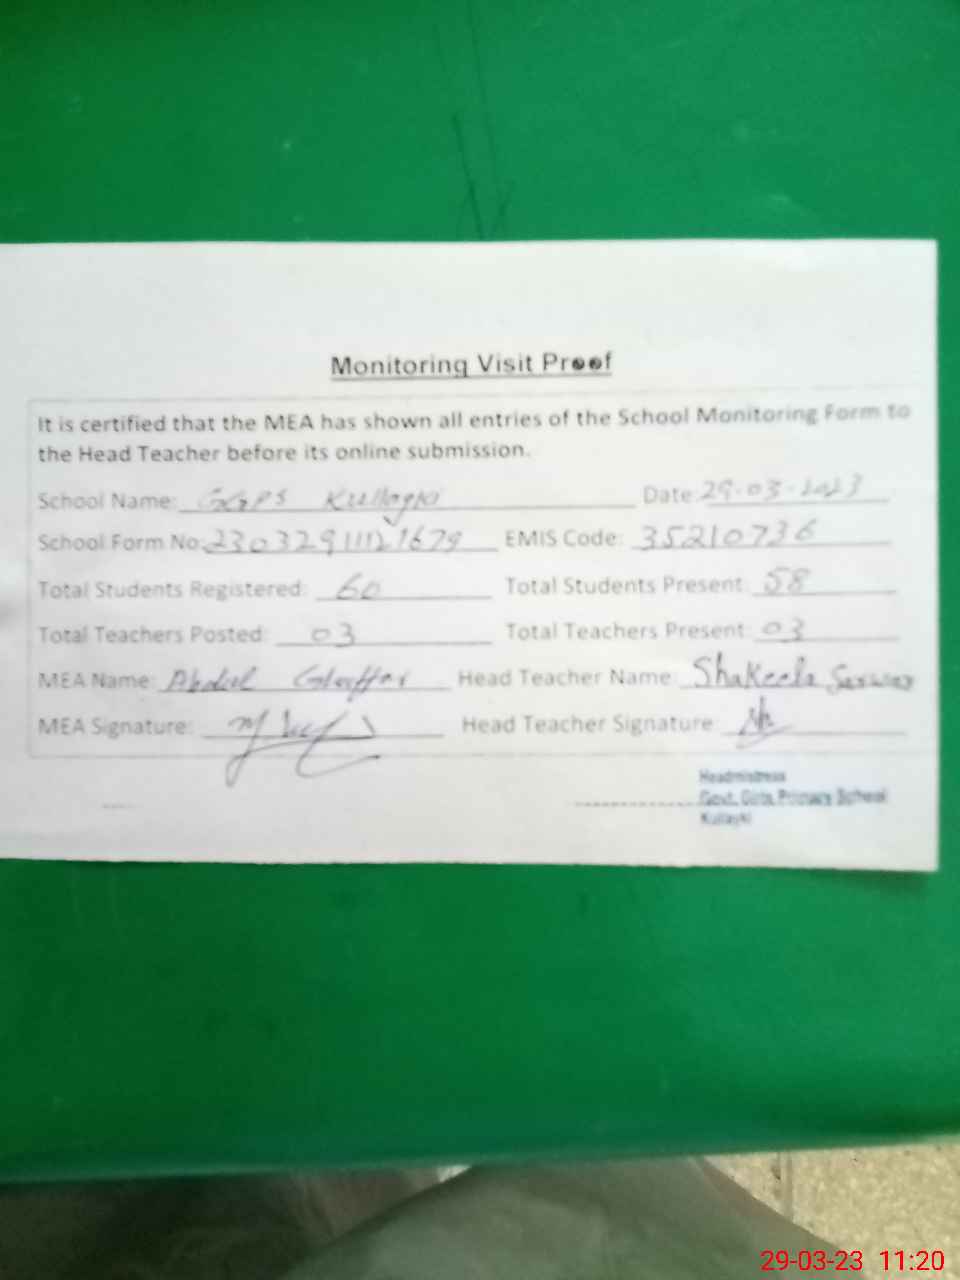 Monitoring Visit Proof
It is certified that the MEA has shown all entries of the School Monitoring Form to
the Head Teacher before its online submission.
School Name: GGPS Kullayki Date: 29-03-2023
School Form No: EMIS Code: 35210736
Total Students Registered: 60 Total Students Present: 58
Total Teachers Posted: 03 Total Teachers Present: 03
MEA Name: Abdul Ghaffar Head Teacher Name: Shakeela Sarwar
MEA Signature: Head Teacher Signature:
Headmistress
Govt. Girls Primary School
Kullayki
29-03-23 11:20